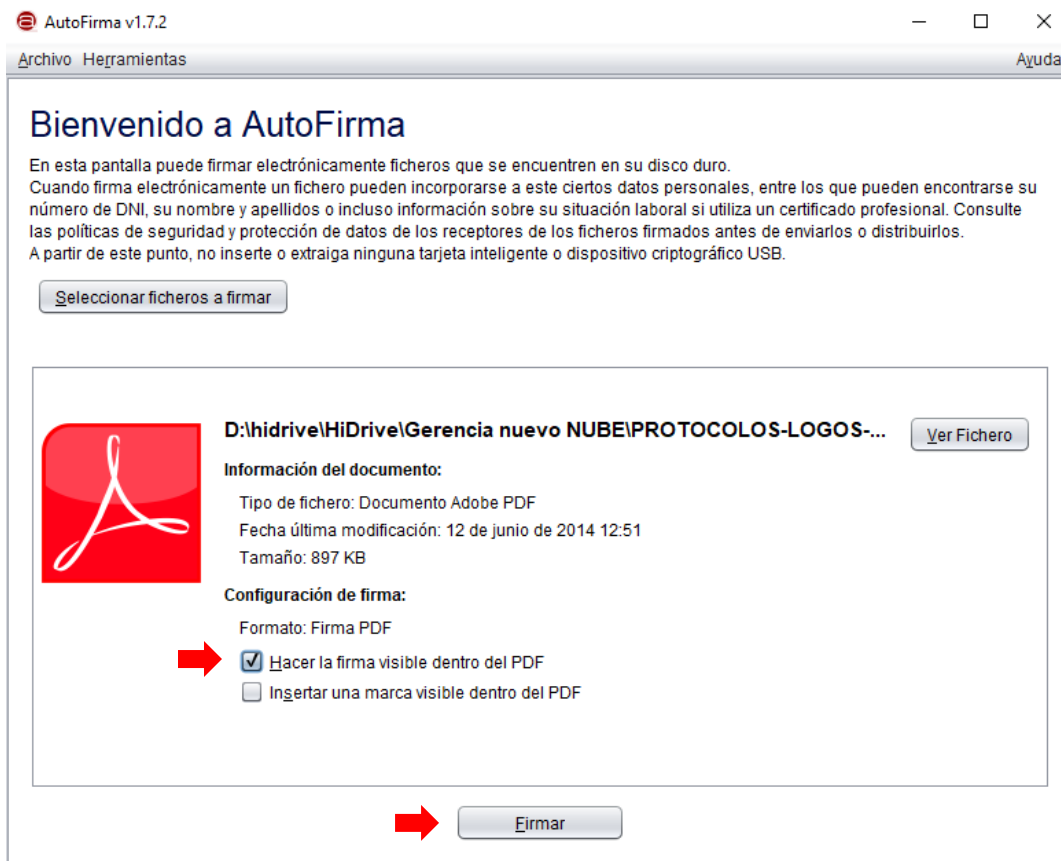 AutoFirma v1.7.2
Archivo Herramientas Ayuda
Bienvenido a AutoFirma
En esta pantalla puede firmar electrónicamente ficheros que se encuentren en su disco duro.
Cuando firma electrónicamente un fichero pueden incorporarse a este ciertos datos personales, entre los que pueden encontrarse su
número de DNI, su nombre y apellidos o incluso información sobre su situación laboral si utiliza un certificado profesional. Consulte
las políticas de seguridad y protección de datos de los receptores de los ficheros firmados antes de enviarlos o distribuirlos.
A partir de este punto, no inserte o extraiga ninguna tarjeta inteligente o dispositivo criptográfico USB.
Seleccionar ficheros a firmar
D:\hidrive\HiDrive\Gerencia nuevo NUBE\PROTOCOLOS-LOGOS-...
Ver Fichero
Información del documento:
Tipo de fichero: Documento Adobe PDF
Fecha última modificación: 12 de junio de 2014 12:51
Tamaño: 897 KB
Configuración de firma:
Formato: Firma PDF
Hacer la firma visible dentro del PDF
Insertar una marca visible dentro del PDF
Firmar